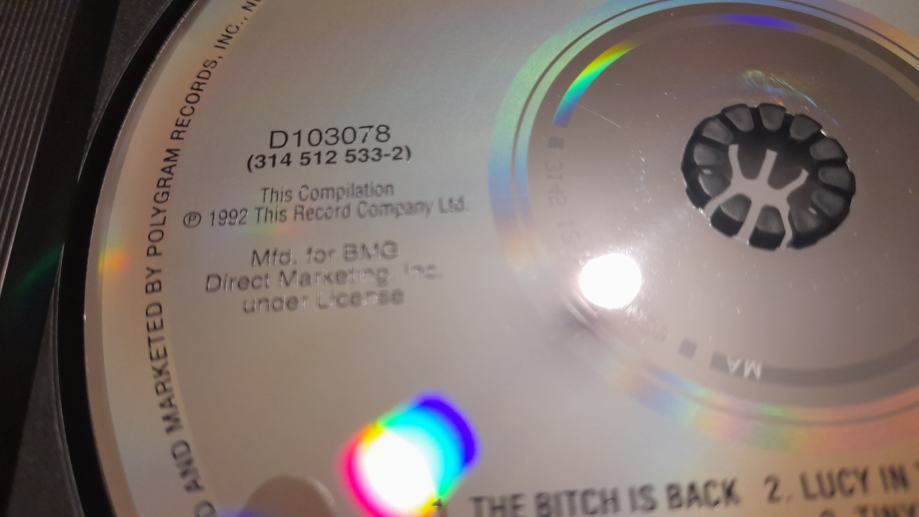 D AND MARKETED BY POLYGRAM RECORDS, INC.,
D103078
(314 512 533-2)
This Compilation
℗ 1992 This Record Company Ltd.
Mfd. for BMG
Direct Marketing, Inc.
under License
THE BITCH IS BACK 2. LUCY IN
TINY